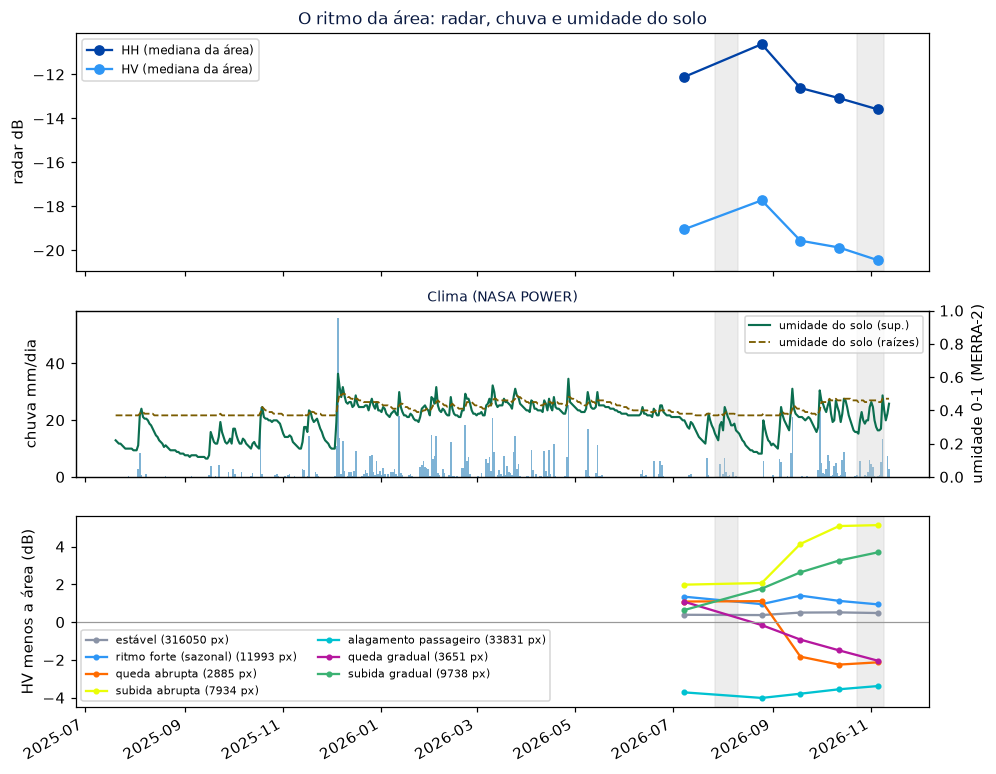 O ritmo da área: radar, chuva e umidade do solo
HH (mediana da área)
HV (mediana da área)
radar dB
−12
−14
−16
−18
−20
Clima (NASA POWER)
umidade do solo (sup.)
umidade do solo (raízes)
chuva mm/dia
40
20
0
1.0
0.8
0.6
0.4
0.2
0.0
umidade 0-1 (MERRA-2)
HV menos a área (dB)
4
2
0
−2
−4
estável (316050 px)
ritmo forte (sazonal) (11993 px)
queda abrupta (2885 px)
subida abrupta (7934 px)
alagamento passageiro (33831 px)
queda gradual (3651 px)
subida gradual (9738 px)
2025-07
2025-09
2025-11
2026-01
2026-03
2026-05
2026-07
2026-09
2026-11